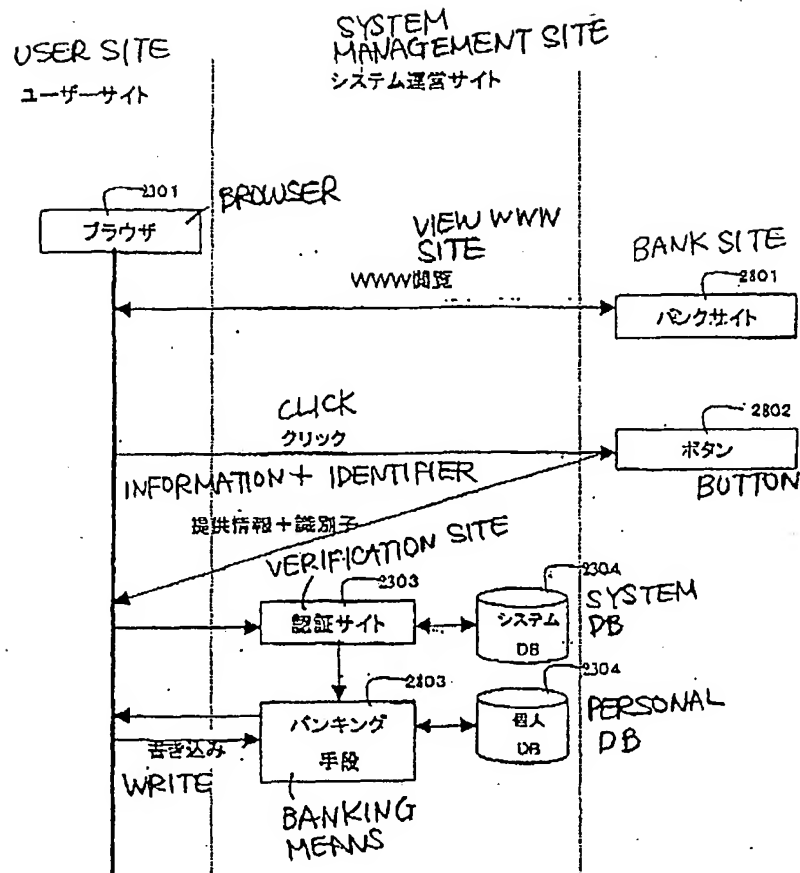 USER SITE
ユーザーサイト
SYSTEM
MANAGEMENT SITE
システム運営サイト
2301
ブラウザ
BROWSER
VIEW WWW
SITE
WWW閲覧
BANK SITE
2801
バンクサイト
CLICK
クリック
2802
ボタン
BUTTON
INFORMATION + IDENTIFIER
提供情報+識別子
VERIFICATION SITE
2303
認証サイト
2304
システム
DB
SYSTEM
DB
2803
バンキング
手段
2304
個人
DB
PERSONAL
DB
書き込み
WRITE
BANKING
MEANS